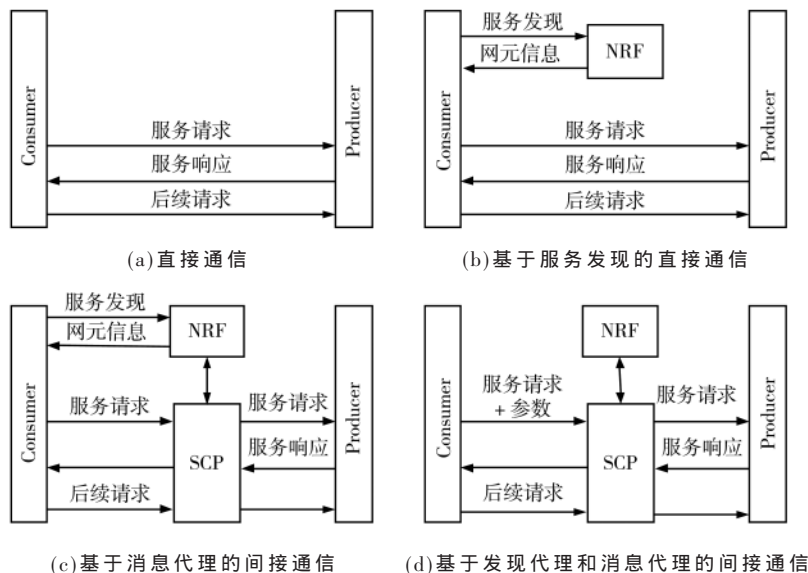 Consumer
服务请求
服务响应
后续请求
Producer
(a)直接通信
Consumer
服务发现
网元信息
NRF
服务请求
服务响应
后续请求
Producer
(b)基于服务发现的直接通信
Consumer
服务发现
网元信息
NRF
服务请求
后续请求
SCP
服务请求
服务响应
Producer
(c)基于消息代理的间接通信
Consumer
NRF
服务请求
+参数
后续请求
SCP
服务请求
服务响应
Producer
(d)基于发现代理和消息代理的间接通信